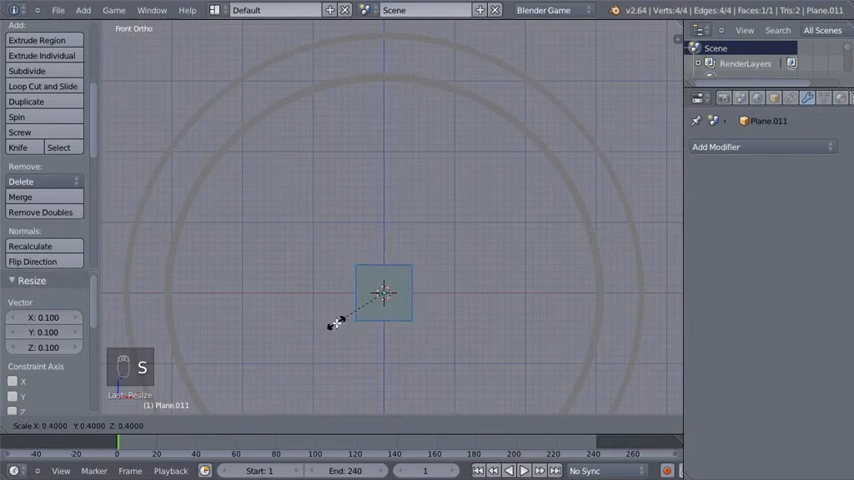 File Add Game Window Help Default Scene Blender Game v2.64 | Verts:4/4 | Edges:4/4 | Faces:1/1 | Tris:2 | Plane.011
Add:
Extrude Region
Extrude Individual
Subdivide
Loop Cut and Slide
Duplicate
Spin
Screw
Knife Select
Remove:
Delete
Merge
Remove Doubles
Normals:
Recalculate
Flip Direction
Resize
Vector
X: 0.100
Y: 0.100
Z: 0.100
Constraint Axis
X
Y
Z
Front Ortho
S
Last: Resize
(1) Plane.011
View Search All Scenes
Scene
RenderLayers
Plane.011
Add Modifier
Scale X: 0.4000 Y: 0.4000 Z: 0.4000
-40 -20 0 20 40 60 80 100 120 140 160 180 200 220 240 260
View Marker Frame Playback Start: 1 End: 240 1 No Sync